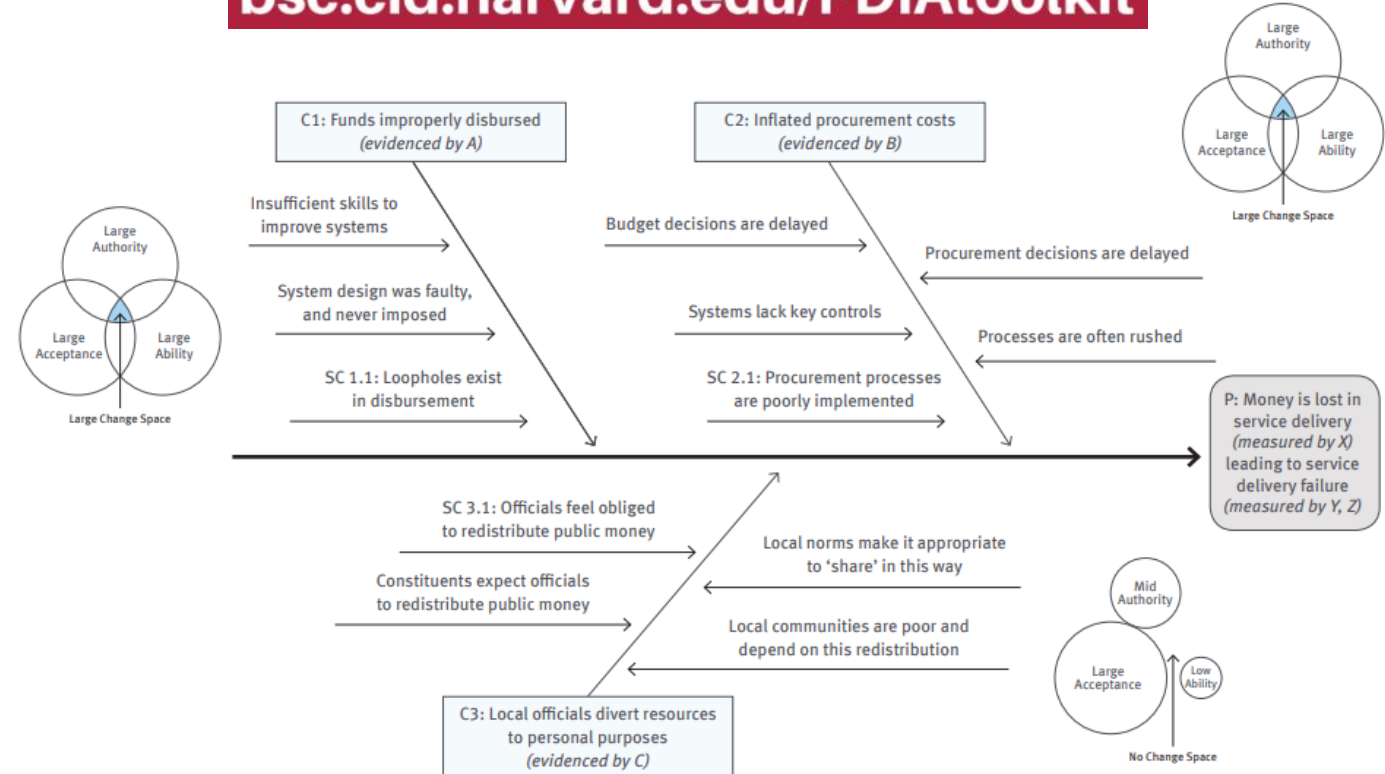 bsc.cid.harvard.edu/PDIAtoolkit
Large
Authority
Large
Acceptance
Large
Ability
Large Change Space
C1: Funds improperly disbursed
(evidenced by A)
C2: Inflated procurement costs
(evidenced by B)
Insufficient skills to
improve systems
System design was faulty,
and never imposed
SC 1.1: Loopholes exist
in disbursement
Budget decisions are delayed
Systems lack key controls
SC 2.1: Procurement processes
are poorly implemented
Procurement decisions are delayed
Processes are often rushed
Large
Authority
Large
Acceptance
Large
Ability
Large Change Space
P: Money is lost in
service delivery
(measured by X)
leading to service
delivery failure
(measured by Y, Z)
SC 3.1: Officials feel obliged
to redistribute public money
Constituents expect officials
to redistribute public money
Local norms make it appropriate
to ‘share’ in this way
Local communities are poor and
depend on this redistribution
C3: Local officials divert resources
to personal purposes
(evidenced by C)
Mid
Authority
Large
Acceptance
Low
Ability
No Change Space